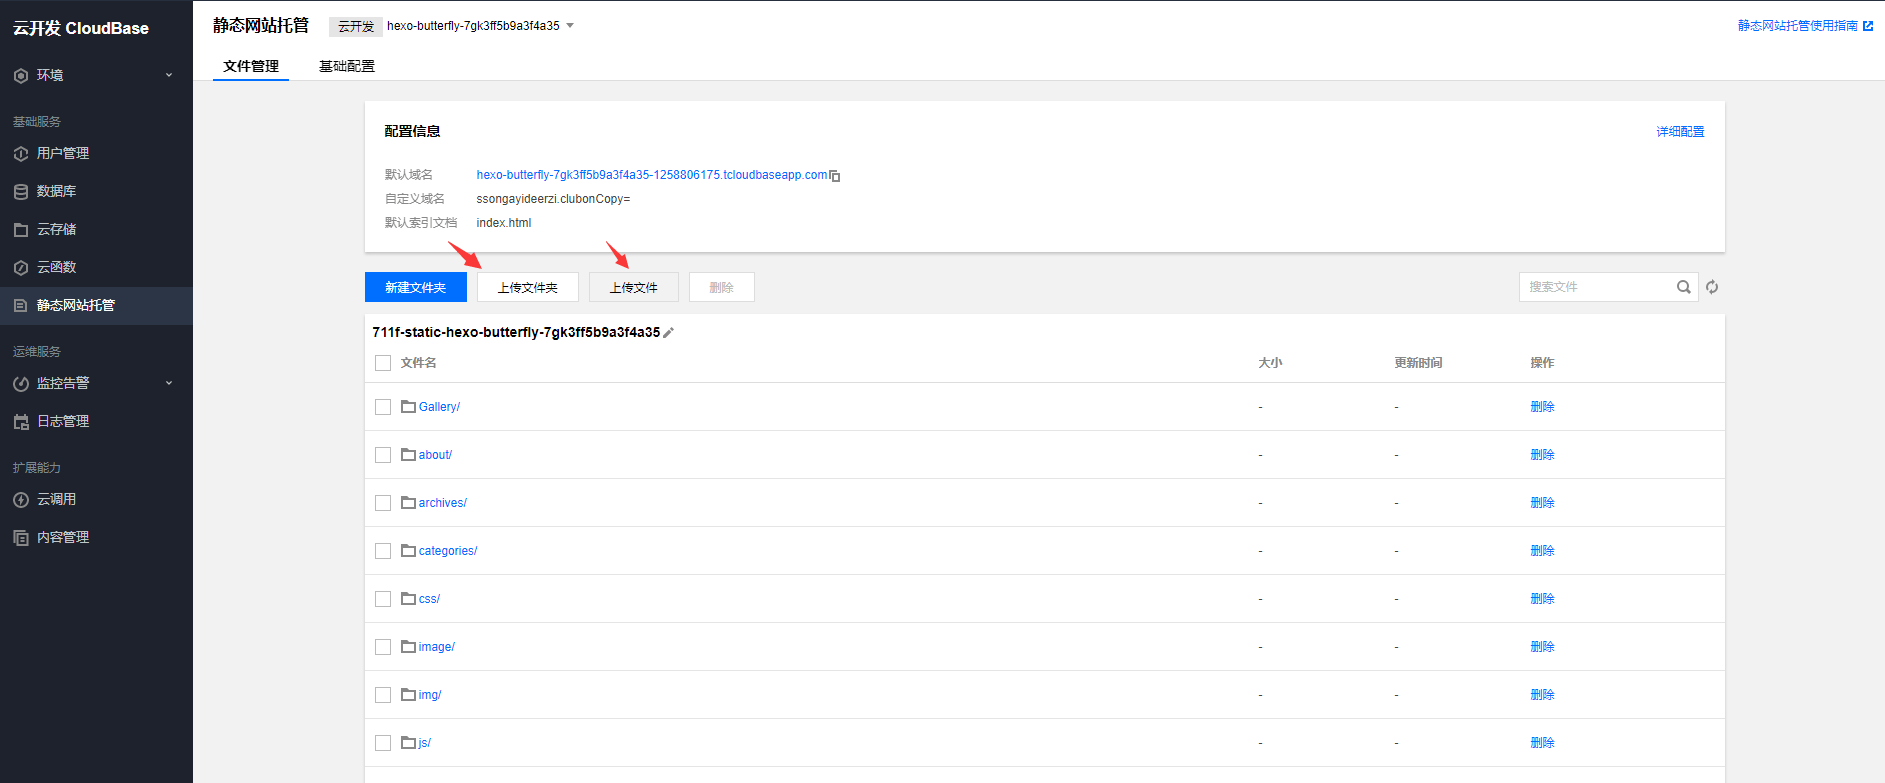 云开发 CloudBase
环境
基础服务
用户管理
数据库
云存储
云函数
静态网站托管
运维服务
监控告警
日志管理
扩展能力
云调用
内容管理
静态网站托管 云开发 hexo-butterfly-7gk3ff5b9a3f4a35
静态网站托管使用指南
文件管理 基础配置
配置信息 详细配置
默认域名 hexo-butterfly-7gk3ff5b9a3f4a35-1258806175.tcloudbaseapp.com
自定义域名 ssongayideerzi.clubonCopy=
默认索引文档 index.html
新建文件夹 上传文件夹 上传文件 删除 搜索文件
711f-static-hexo-butterfly-7gk3ff5b9a3f4a35
文件名 大小 更新时间 操作
Gallery/ - - 删除
about/ - - 删除
archives/ - - 删除
categories/ - - 删除
css/ - - 删除
image/ - - 删除
img/ - - 删除
js/ - - 删除